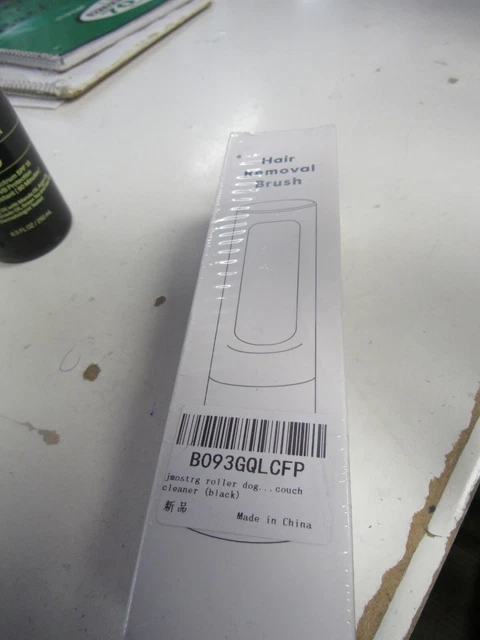 Hair
Removal
Brush
B093GQLCFP
jmostrg roller dog...couch
cleaner (black)
新品
Made in China